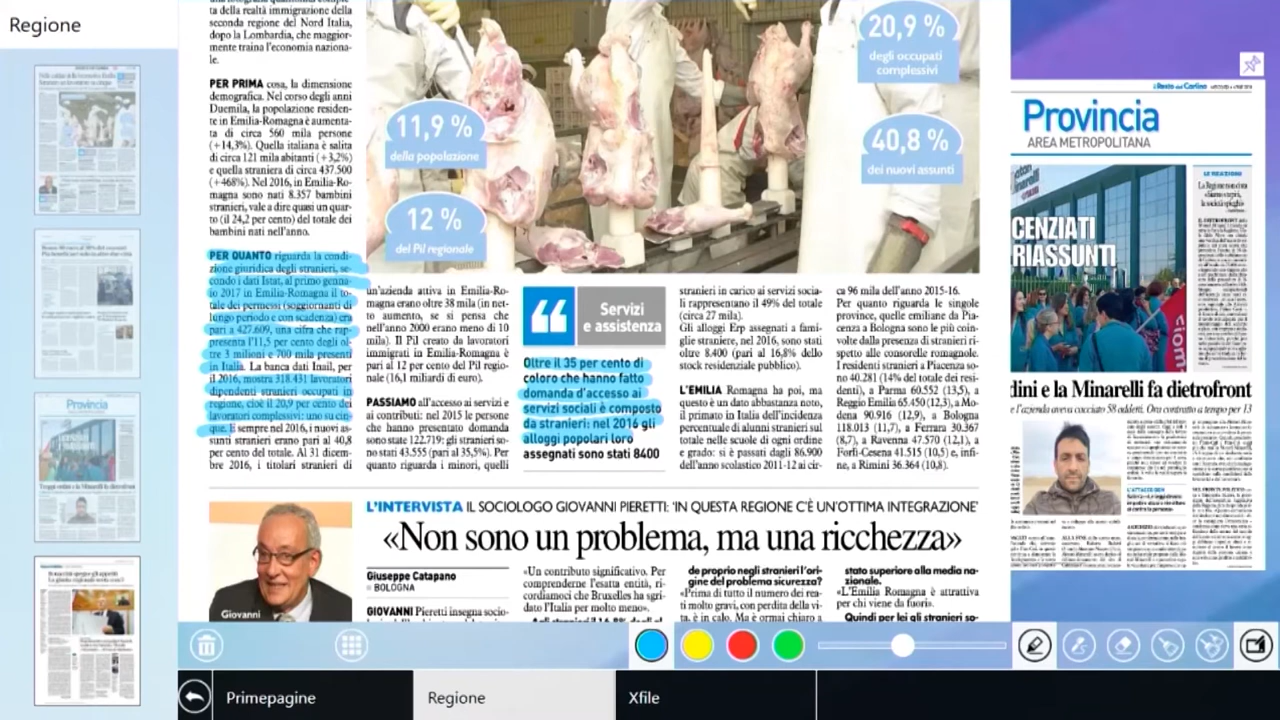 Regione
della realtà immigrazione della
seconda regione del Nord Italia,
dopo la Lombardia, che maggior-
mente traina l'economia naziona-
le.
PER PRIMA cosa, la dimensione
demografica. Nel corso degli anni
Duemila, la popolazione residen-
te in Emilia-Romagna è aumenta-
ta di circa 560 mila persone
(+14,3%). Quella italiana è salita
di circa 121 mila abitanti (+3,2%)
e quella straniera di circa 437.500
(+468%). Nel 2016, in Emilia-Ro-
magna sono nati 8.357 bambini
stranieri, vale a dire quasi un quar-
to (il 24,2 per cento) del totale dei
bambini nati nell'anno.
PER QUANTO riguarda la condi-
zione giuridica degli stranieri, se-
condo i dati Istat, al primo genna-
io 2017 in Emilia-Romagna il to-
tale dei permessi (soggiornanti di
lungo periodo e con scadenza) era
pari a 427.609, una cifra che rap-
presenta l'11,5 per cento degli ol-
tre 3 milioni e 700 mila presenti
in Italia. La banca dati Inail, per
il 2016, mostra 318.431 lavoratori
dipendenti stranieri occupati in
regione, cioè il 20,9 per cento dei
lavoratori complessivi: uno su cin-
que. E sempre nel 2016, i nuovi as-
sunti stranieri erano pari al 40,8
per cento del totale. Al 31 dicem-
bre 2016, i titolari stranieri di
11,9 %
della popolazione
12 %
del Pil regionale
20,9 %
degli occupati
complessivi
40,8 %
dei nuovi assunti
un'azienda attiva in Emilia-Ro-
magna erano oltre 38 mila (in net-
to aumento, se si pensa che
nell'anno 2000 erano meno di 10
mila). Il Pil creato da lavoratori
immigrati in Emilia-Romagna è
pari al 12 per cento del Pil regio-
nale (16,1 miliardi di euro).
PASSIAMO all'accesso ai servizi e
ai contributi: nel 2015 le persone
che hanno presentato domanda
sono state 122.719: gli stranieri so-
no stati 43.555 (pari al 35,5%). Per
quanto riguarda i minori, quelli
Servizi
e assistenza
Oltre il 35 per cento di
coloro che hanno fatto
domanda d'accesso ai
servizi sociali è composto
da stranieri: nel 2016 gli
alloggi popolari loro
assegnati sono stati 8400
stranieri in carico ai servizi socia-
li rappresentano il 49% del totale
(circa 27 mila).
Gli alloggi Erp assegnati a fami-
glie straniere, nel 2016, sono stati
oltre 8.400 (pari al 16,8% dello
stock residenziale pubblico).
L'EMILIA Romagna ha poi, ma
questo è un dato abbastanza noto,
il primato in Italia dell'incidenza
percentuale di alunni stranieri sul
totale nelle scuole di ogni ordine
e grado: si è passati dagli 86.900
dell'anno scolastico 2011-12 ai cir-
ca 96 mila dell'anno 2015-16.
Per quanto riguarda le singole
province, quelle emiliane da Pia-
cenza a Bologna sono le più coin-
volte dalla presenza di stranieri ri-
spetto alle consorelle romagnole.
I residenti stranieri a Piacenza so-
no 40.281 (14% del totale dei resi-
denti), a Parma 60.552 (13,5), a
Reggio Emilia 65.450 (12,3), a Mo-
dena 90.916 (12,9), a Bologna
118.013 (11,7), a Ferrara 30.367
(8,7), a Ravenna 47.570 (12,1), a
Forlì-Cesena 41.515 (10,5) e, infi-
ne, a Rimini 36.364 (10,8).
L'INTERVISTA IL SOCIOLOGO GIOVANNI PIERETTI: 'IN QUESTA REGIONE C'È UN'OTTIMA INTEGRAZIONE'
«Non sono un problema, ma una ricchezza»
Giovanni
Giuseppe Catapano
BOLOGNA
GIOVANNI Pieretti insegna socio-
«Un contributo significativo. Per
comprenderne l'esatta entità, ri-
cordiamoci che Bruxelles ha sgri-
dato l'Italia per molto meno».
de proprio negli stranieri l'ori-
gine del problema sicurezza?
«Prima di tutto il numero dei rea-
ti molto gravi, con perdita della vi-
ta, è in calo. Ma è ormai chiaro a
stato superiore alla media na-
zionale.
«L'Emilia Romagna è attrattiva
per chi viene da fuori».
Quindi per lei gli stranieri so-
il Resto del Carlino
Provincia
AREA METROPOLITANA
CENZIATI
RIASSUNTI
LE REAZIONI
dini e la Minarelli fa dietrofront
e l'azienda aveva cacciato 58 addetti. Ora contratto a tempo per 13
Primepagine
Regione
Xfile